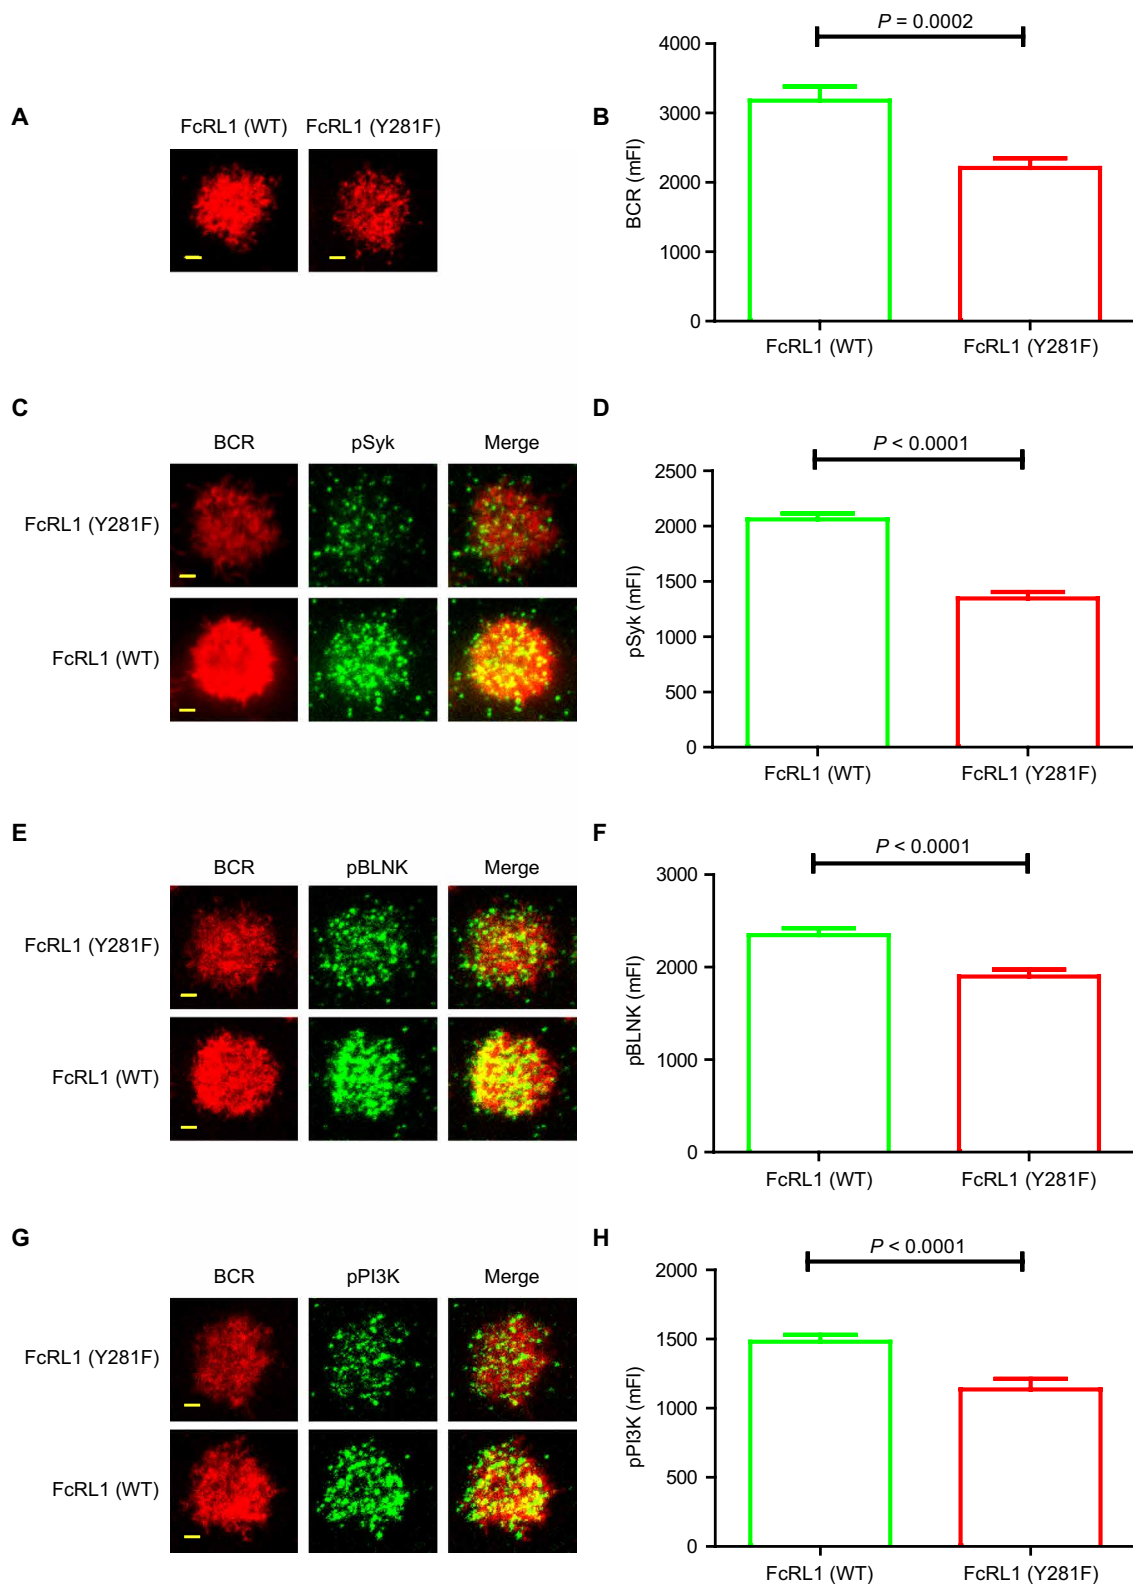 A
FcRL1 (WT) FcRL1 (Y281F)
B
P = 0.0002
4000
3000
2000
1000
0
BCR (mFI)
FcRL1 (WT) FcRL1 (Y281F)
C
BCR pSyk Merge
FcRL1 (Y281F)
FcRL1 (WT)
D
P < 0.0001
2500
2000
1500
1000
500
0
pSyk (mFI)
FcRL1 (WT) FcRL1 (Y281F)
E
BCR pBLNK Merge
FcRL1 (Y281F)
FcRL1 (WT)
F
P < 0.0001
3000
2000
1000
0
pBLNK (mFI)
FcRL1 (WT) FcRL1 (Y281F)
G
BCR pPI3K Merge
FcRL1 (Y281F)
FcRL1 (WT)
H
P < 0.0001
2000
1500
1000
500
0
pPI3K (mFI)
FcRL1 (WT) FcRL1 (Y281F)